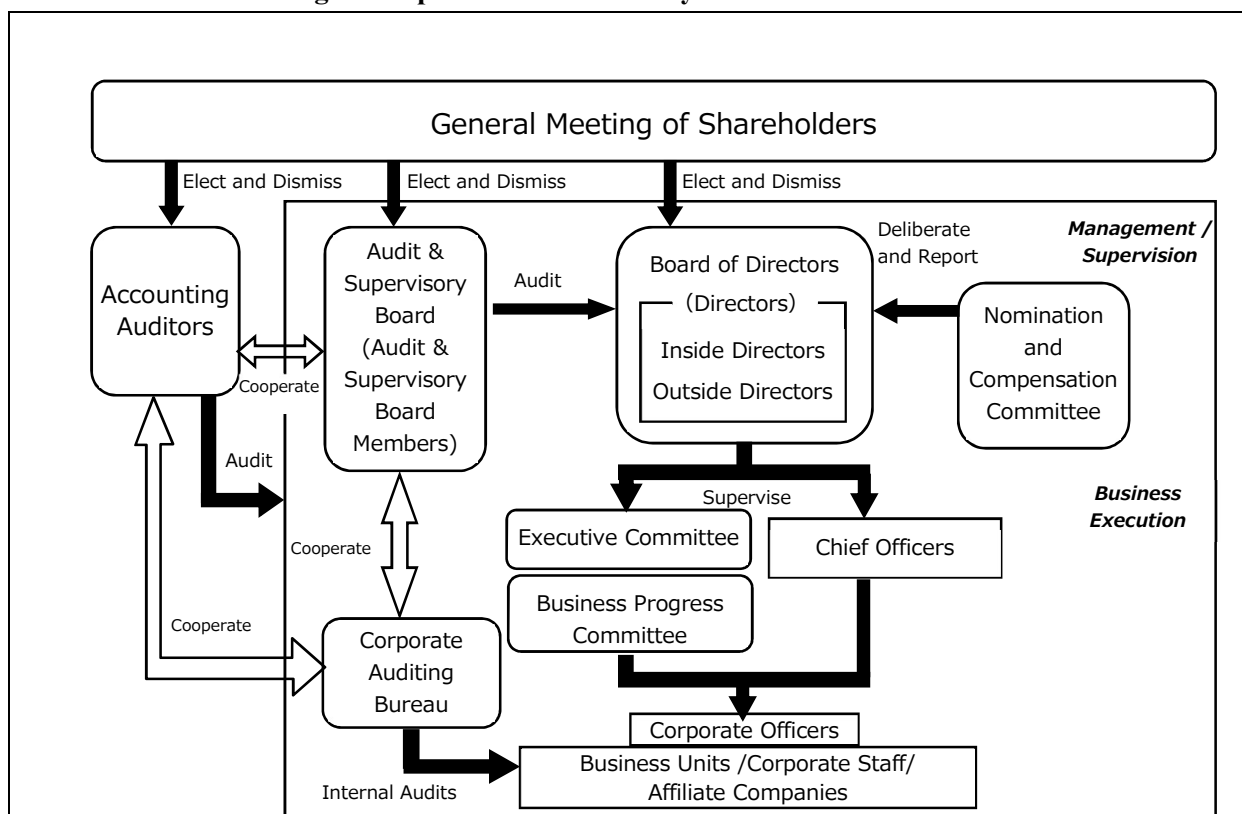 General Meeting of Shareholders
Elect and Dismiss
Elect and Dismiss
Elect and Dismiss
Accounting
Auditors
Audit &
Supervisory
Board
(Audit &
Supervisory
Board
Members)
Audit
Board of Directors
(Directors)
Inside Directors
Outside Directors
Deliberate
and Report
Management /
Supervision
Nomination
and
Compensation
Committee
Cooperate
Audit
Supervise
Business
Execution
Executive Committee
Chief Officers
Cooperate
Business Progress
Committee
Cooperate
Corporate
Auditing
Bureau
Corporate Officers
Business Units /Corporate Staff/
Affiliate Companies
Internal Audits